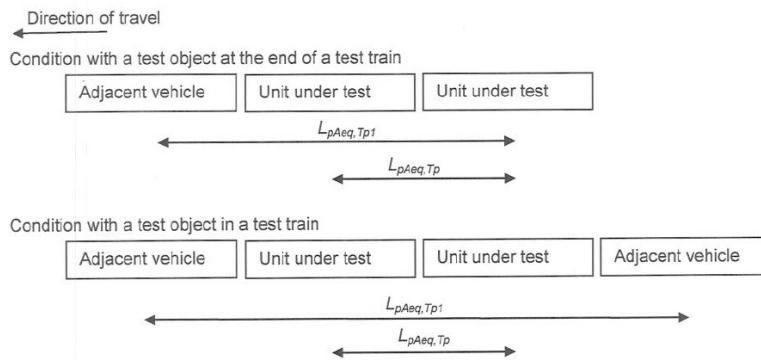 Direction of travel
Condition with a test object at the end of a test train
Adjacent vehicle Unit under test Unit under test
LpAeq,Tp1
LpAeq,Tp
Condition with a test object in a test train
Adjacent vehicle Unit under test Unit under test Adjacent vehicle
LpAeq,Tp1
LpAeq,Tp